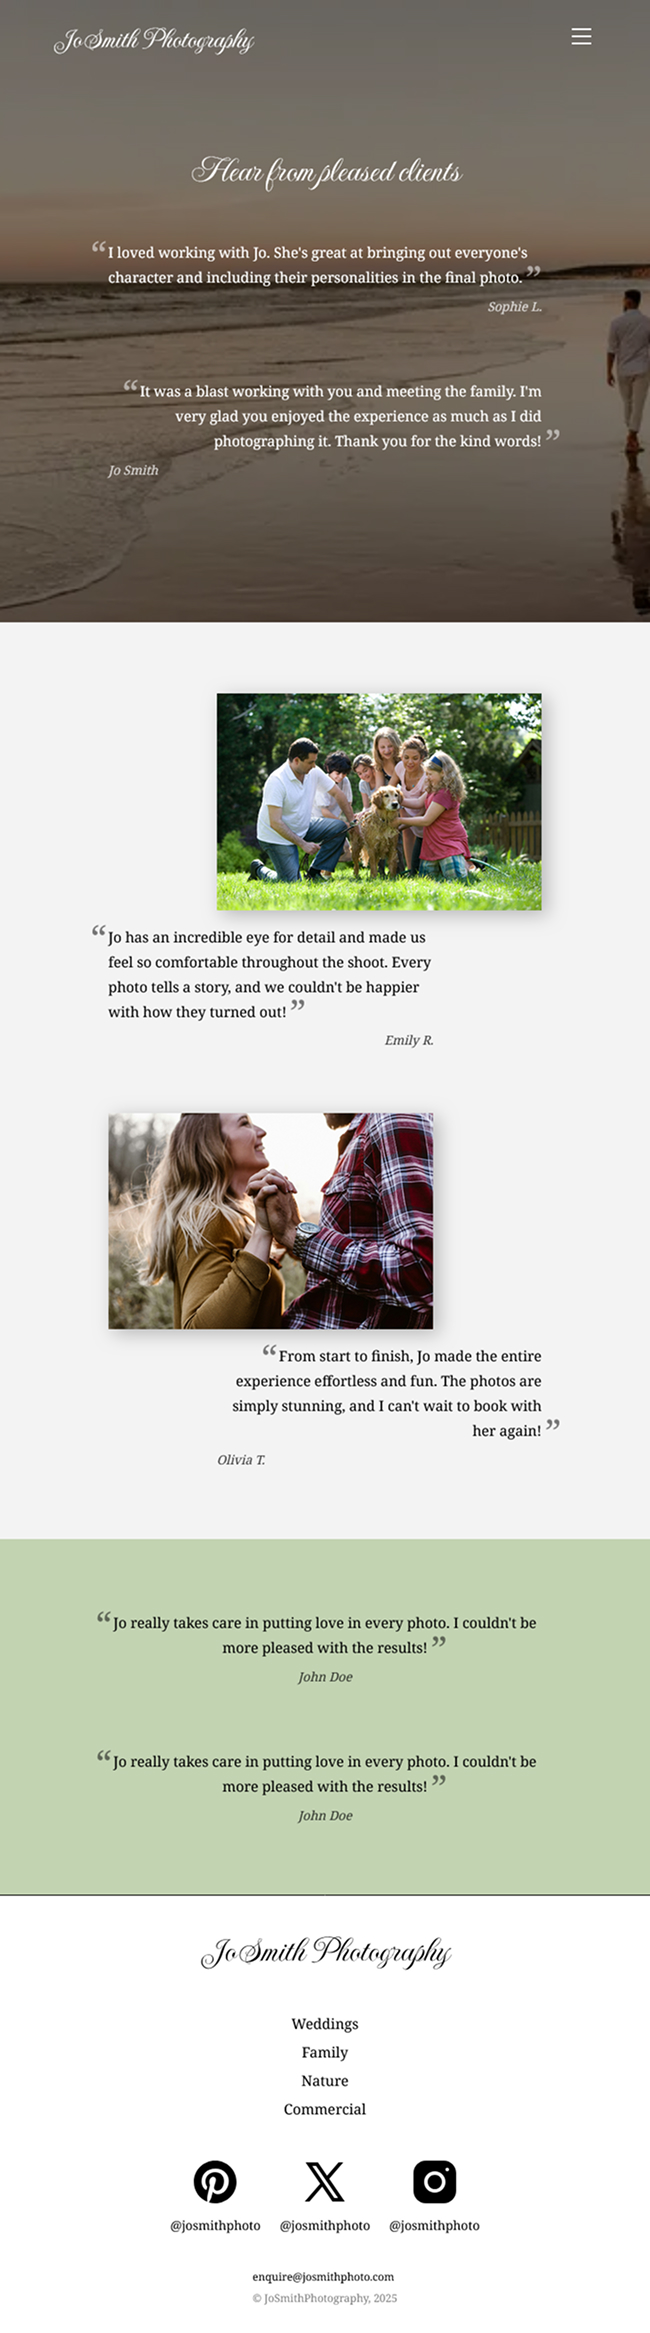 Jo Smith Photography
Hear from pleased clients
“I loved working with Jo. She's great at bringing out everyone's
character and including their personalities in the final photo.”
Sophie L.
“It was a blast working with you and meeting the family. I'm
very glad you enjoyed the experience as much as I did
photographing it. Thank you for the kind words!”
Jo Smith
“Jo has an incredible eye for detail and made us
feel so comfortable throughout the shoot. Every
photo tells a story, and we couldn't be happier
with how they turned out!”
Emily R.
“From start to finish, Jo made the entire
experience effortless and fun. The photos are
simply stunning, and I can't wait to book with
her again!”
Olivia T.
“Jo really takes care in putting love in every photo. I couldn't be
more pleased with the results!”
John Doe
“Jo really takes care in putting love in every photo. I couldn't be
more pleased with the results!”
John Doe
Jo Smith Photography
Weddings
Family
Nature
Commercial
@josmithphoto @josmithphoto @josmithphoto
enquire@josmithphoto.com
© JoSmithPhotography, 2025